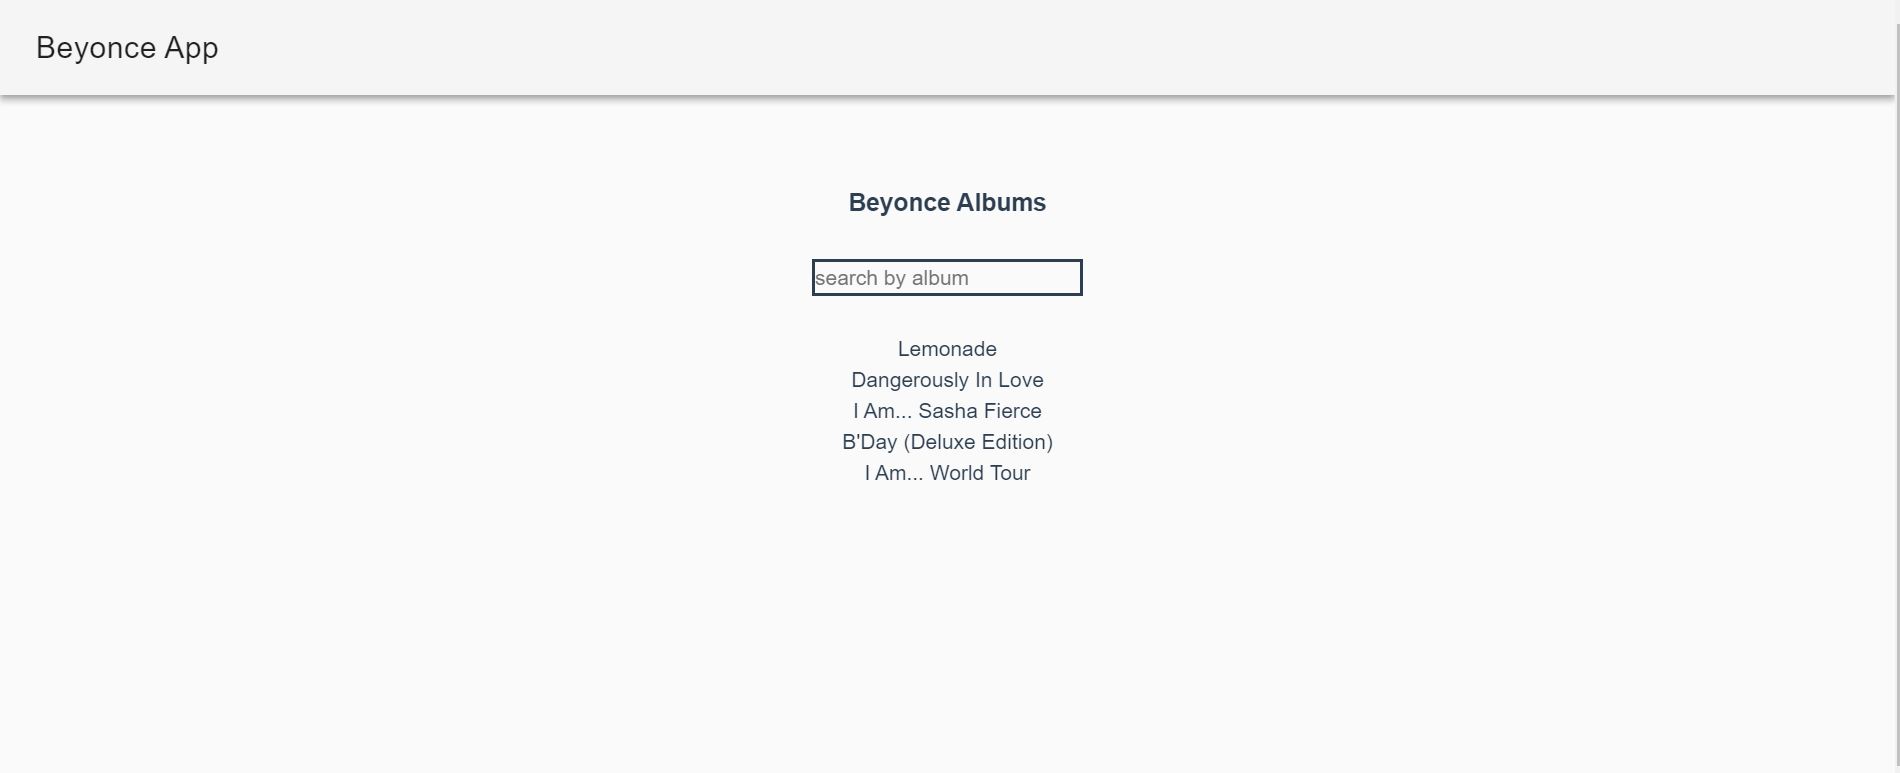 Beyonce App
Beyonce Albums
search by album
Lemonade
Dangerously In Love
I Am... Sasha Fierce
B'Day (Deluxe Edition)
I Am... World Tour